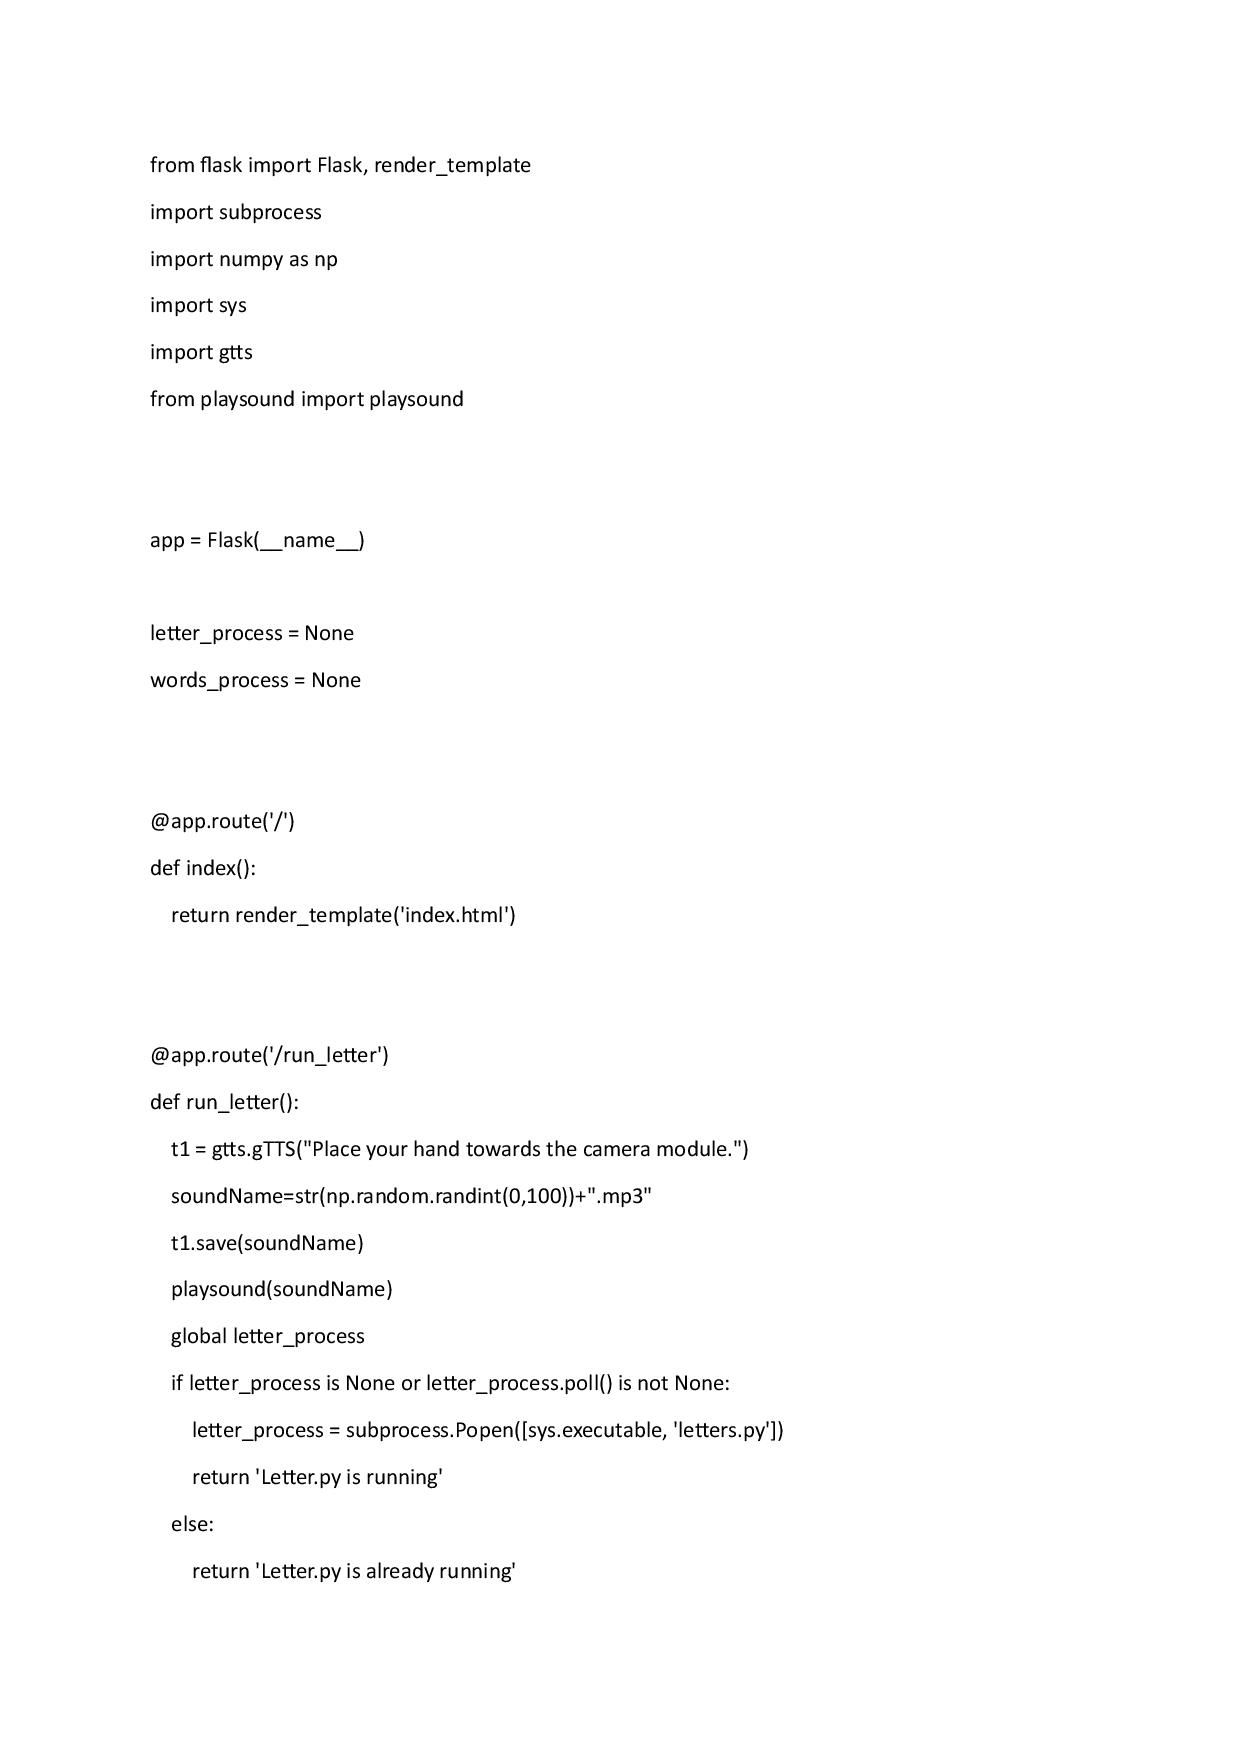 from flask import Flask, render_template
import subprocess
import numpy as np
import sys
import gtts
from playsound import playsound
app = Flask(__name__)
letter_process = None
words_process = None
@app.route('/')
def index():
    return render_template('index.html')
@app.route('/run_letter')
def run_letter():
    t1 = gtts.gTTS("Place your hand towards the camera module.")
    soundName=str(np.random.randint(0,100))+".mp3"
    t1.save(soundName)
    playsound(soundName)
    global letter_process
    if letter_process is None or letter_process.poll() is not None:
        letter_process = subprocess.Popen([sys.executable, 'letters.py'])
        return 'Letter.py is running'
    else:
        return 'Letter.py is already running'